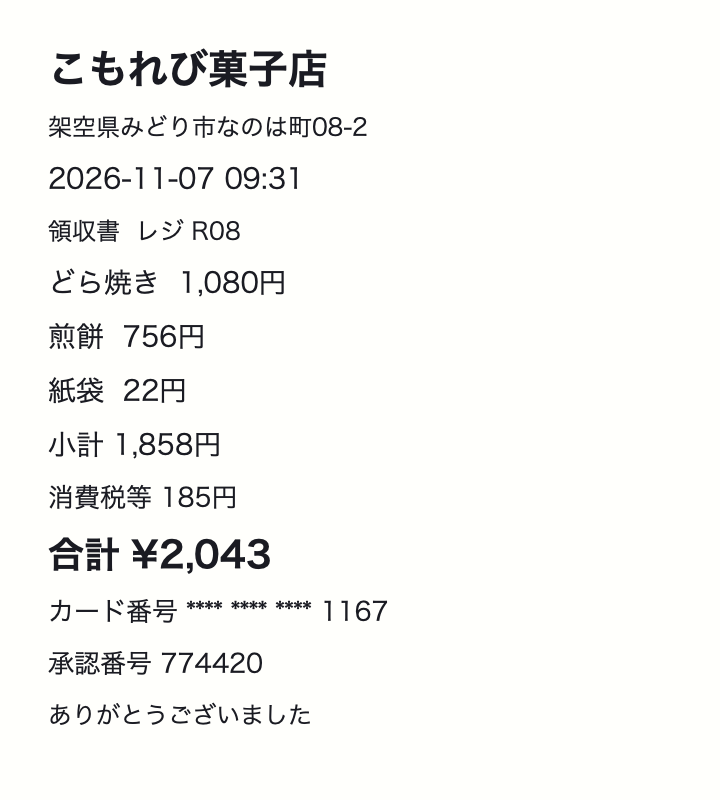 こもれび菓子店
架空県みどり市なのは町08-2
2026-11-07 09:31
領収書 レジ R08
どら焼き 1,080円
煎餅 756円
紙袋 22円
小計 1,858円
消費税等 185円
合計 ¥2,043
カード番号 **** **** **** 1167
承認番号 774420
ありがとうございました